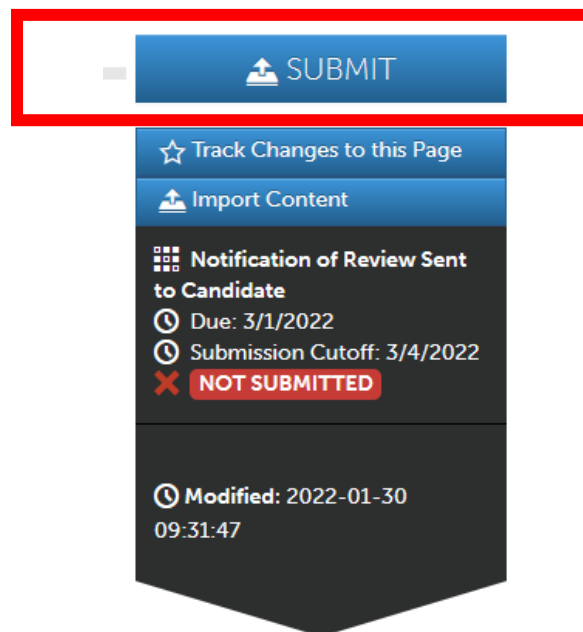 SUBMIT
Track Changes to this Page
Import Content
Notification of Review Sent
to Candidate
Due: 3/1/2022
Submission Cutoff: 3/4/2022
NOT SUBMITTED
Modified: 2022-01-30
09:31:47